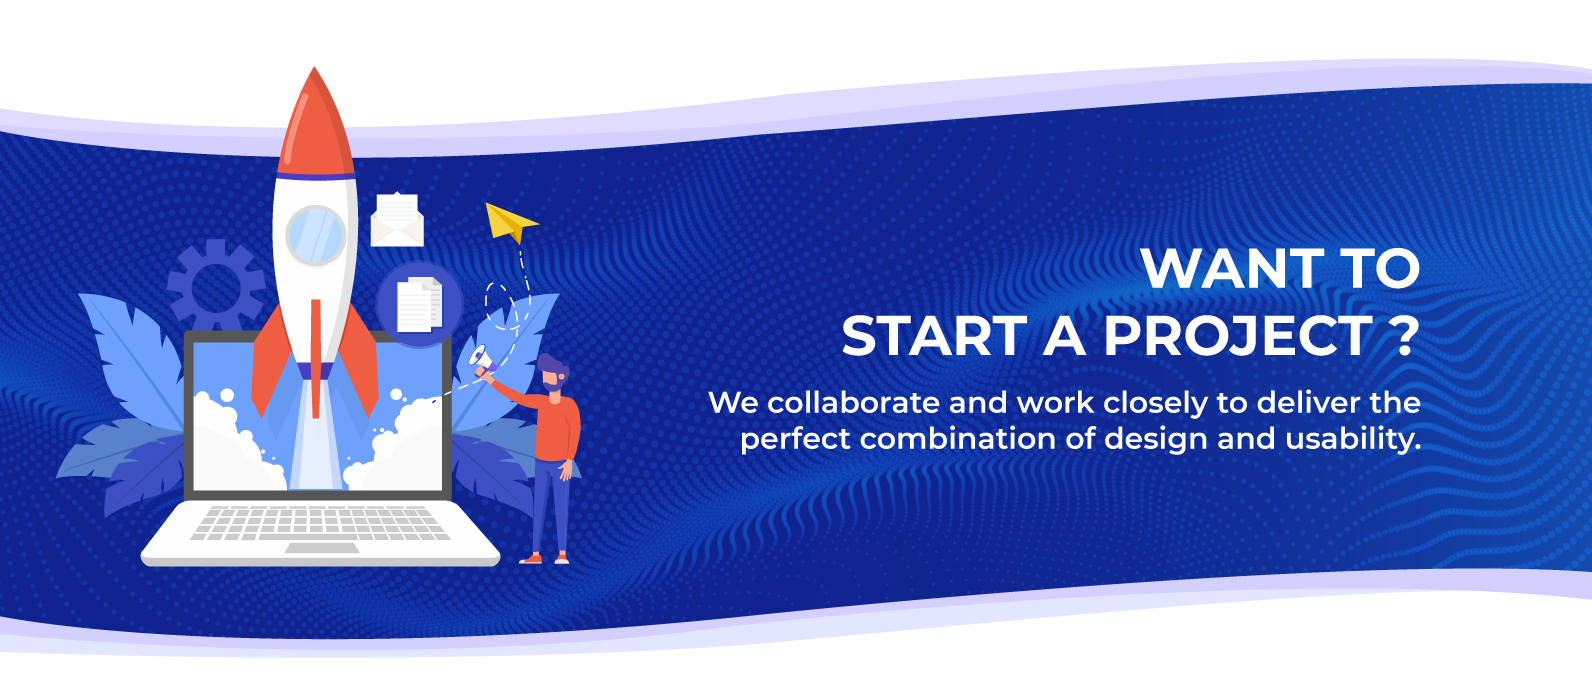 WANT TO
START A PROJECT ?
We collaborate and work closely to deliver the
perfect combination of design and usability.